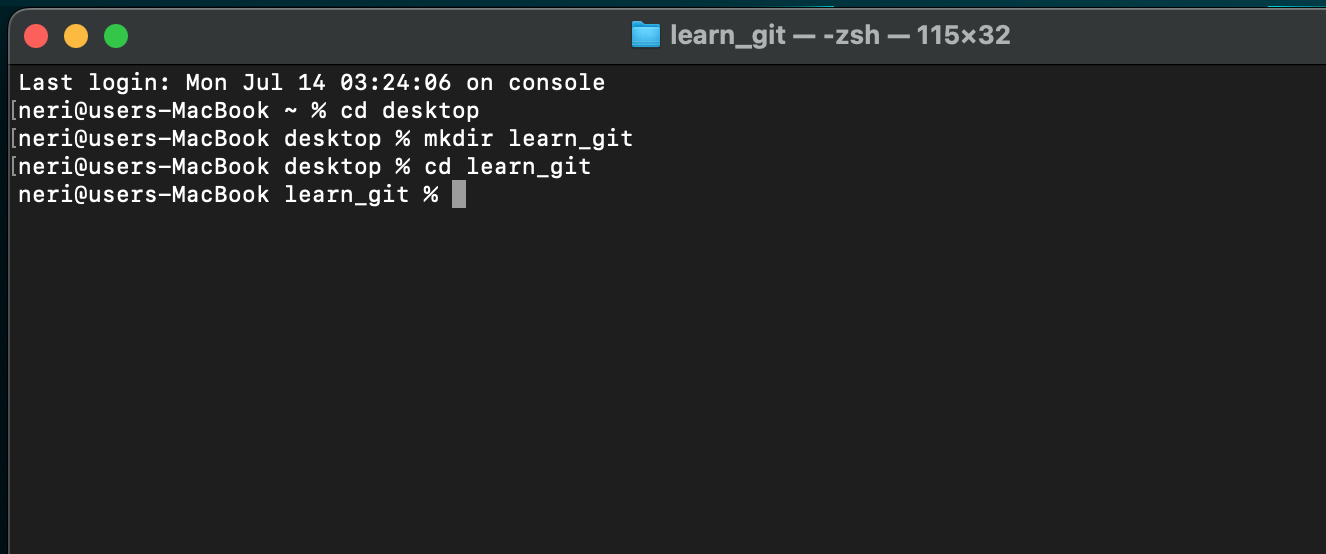 learn_git — -zsh — 115×32
Last login: Mon Jul 14 03:24:06 on console
[neri@users-MacBook ~ % cd desktop
[neri@users-MacBook desktop % mkdir learn_git
[neri@users-MacBook desktop % cd learn_git
neri@users-MacBook learn_git %